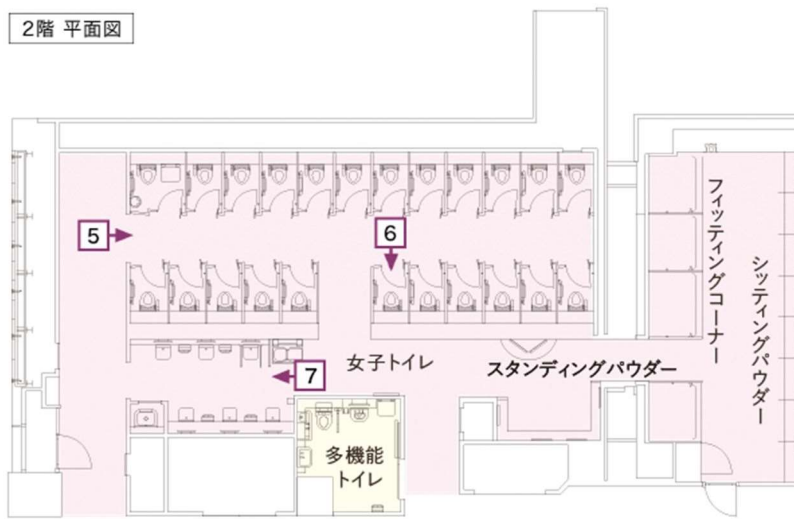 2階 平面図
5
6
7
女子トイレ
スタンディングパウダー
多機能
トイレ
フィッティングコーナー
シッティングパウダー